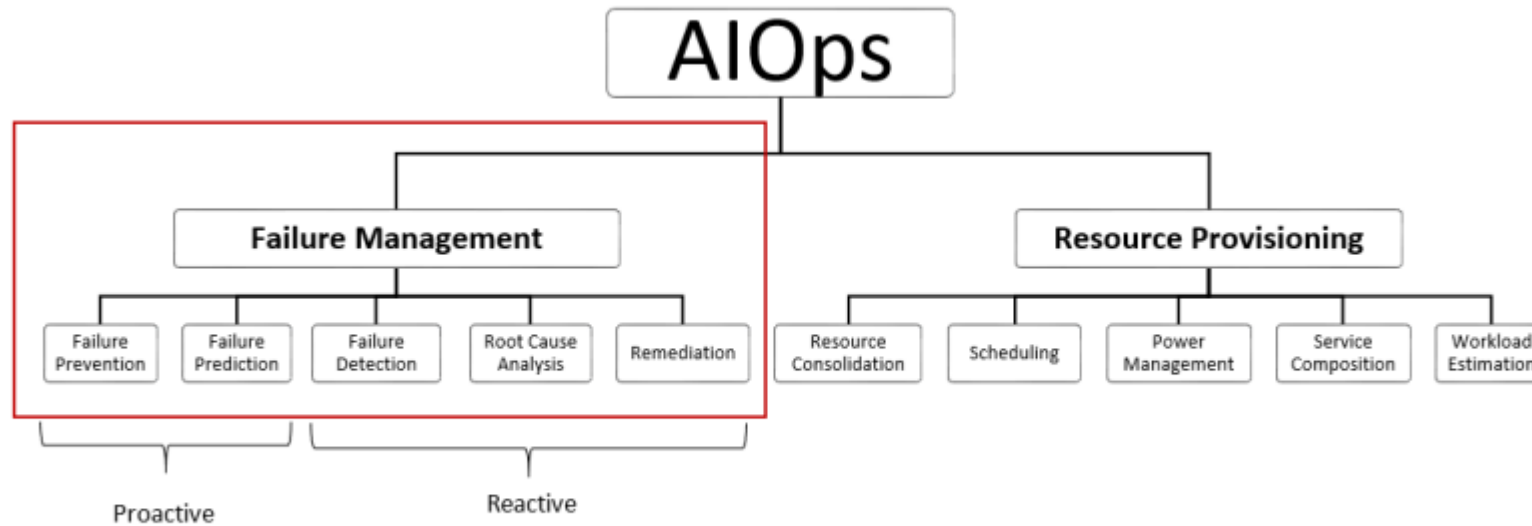 AIOps
Failure Management
Resource Provisioning
Failure
Prevention
Failure
Prediction
Failure
Detection
Root Cause
Analysis
Remediation
Resource
Consolidation
Scheduling
Power
Management
Service
Composition
Workload
Estimation
Proactive
Reactive